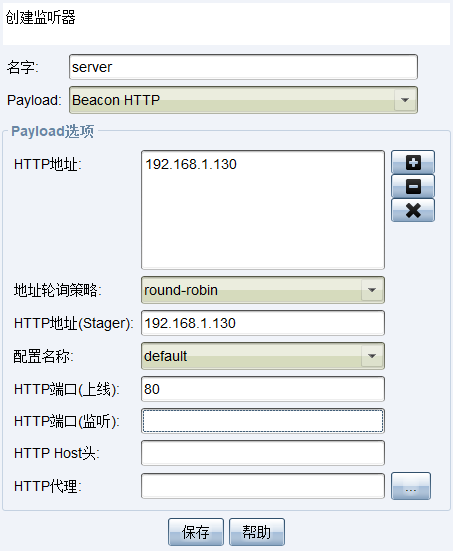 创建监听器
名字: server
Payload: Beacon HTTP
Payload选项
HTTP地址: 192.168.1.130
地址轮询策略: round-robin
HTTP地址(Stager): 192.168.1.130
配置名称: default
HTTP端口(上线): 80
HTTP端口(监听):
HTTP Host头:
HTTP代理: ...
保存 帮助